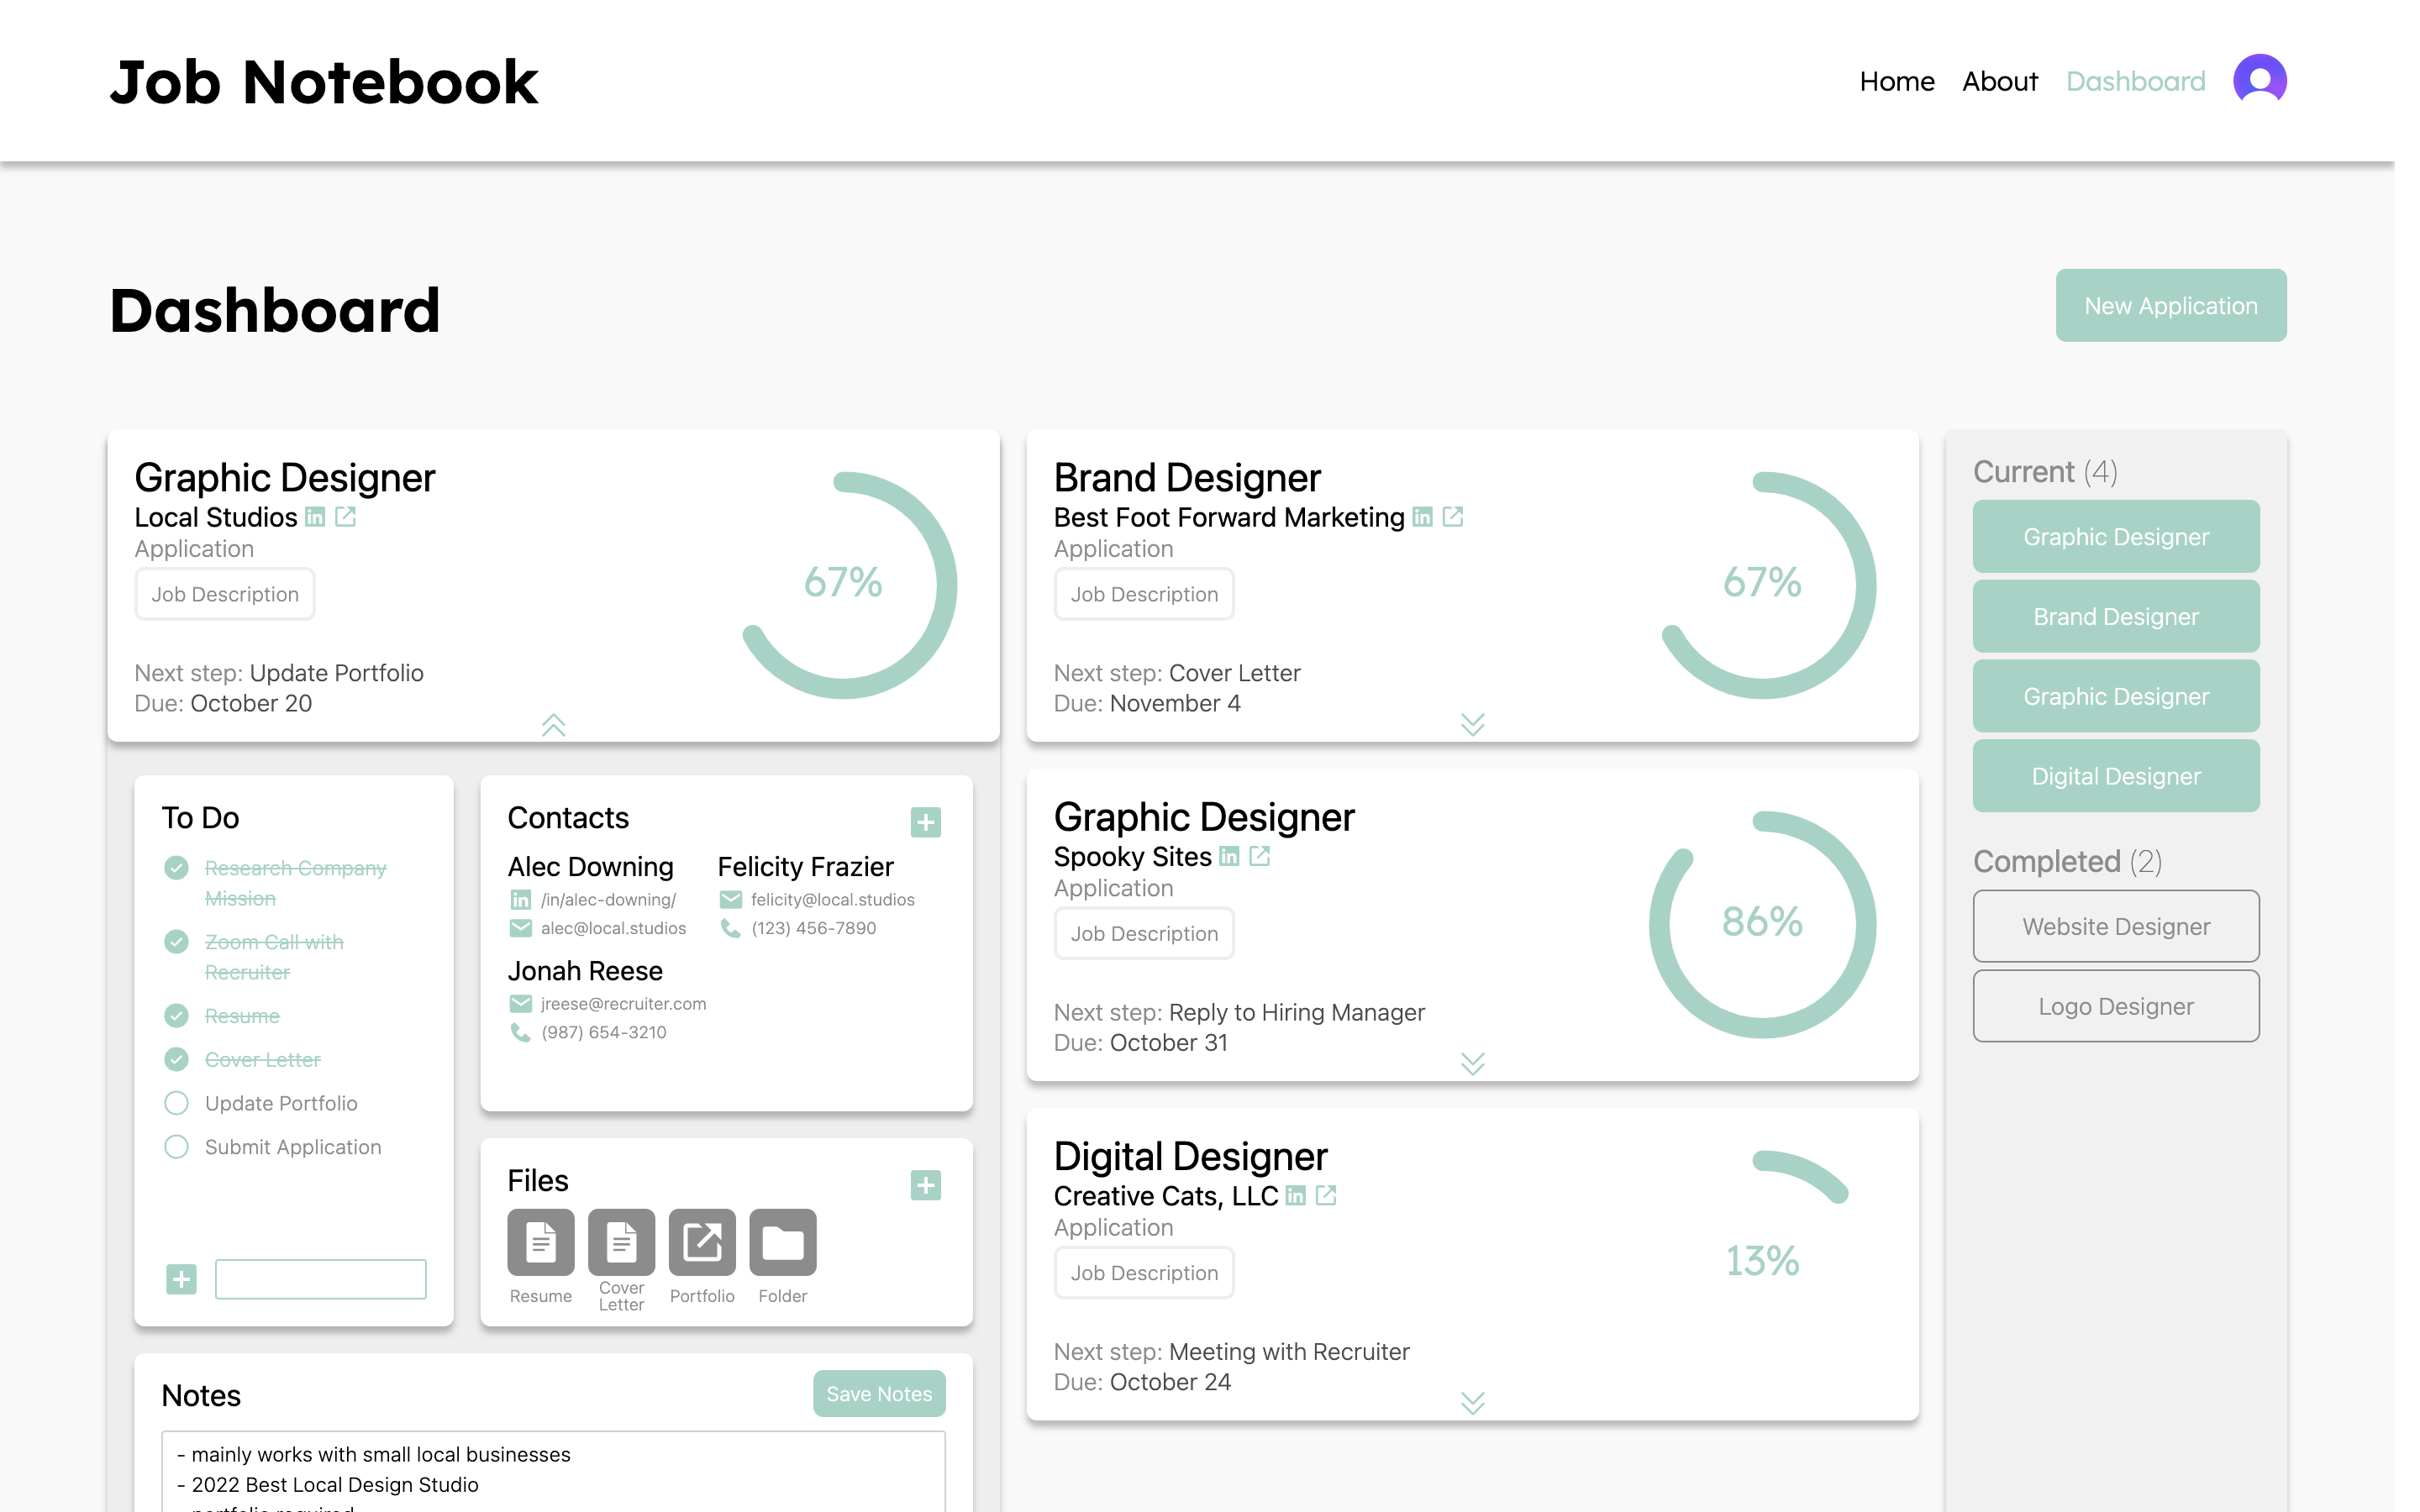 Job Notebook
Home About Dashboard
Dashboard
New Application
Graphic Designer
Local Studios
Application
Job Description
67%
Next step: Update Portfolio
Due: October 20
To Do
Research Company
Mission
Zoom Call with
Recruiter
Resume
Cover Letter
Update Portfolio
Submit Application
Contacts
Alec Downing
/in/alec-downing/
alec@local.studios
Felicity Frazier
felicity@local.studios
(123) 456-7890
Jonah Reese
jreese@recruiter.com
(987) 654-3210
Files
Resume
Cover
Letter
Portfolio
Folder
Notes
Save Notes
- mainly works with small local businesses
- 2022 Best Local Design Studio
- portfolio required
Brand Designer
Best Foot Forward Marketing
Application
Job Description
67%
Next step: Cover Letter
Due: November 4
Graphic Designer
Spooky Sites
Application
Job Description
86%
Next step: Reply to Hiring Manager
Due: October 31
Digital Designer
Creative Cats, LLC
Application
Job Description
13%
Next step: Meeting with Recruiter
Due: October 24
Current (4)
Graphic Designer
Brand Designer
Graphic Designer
Digital Designer
Completed (2)
Website Designer
Logo Designer